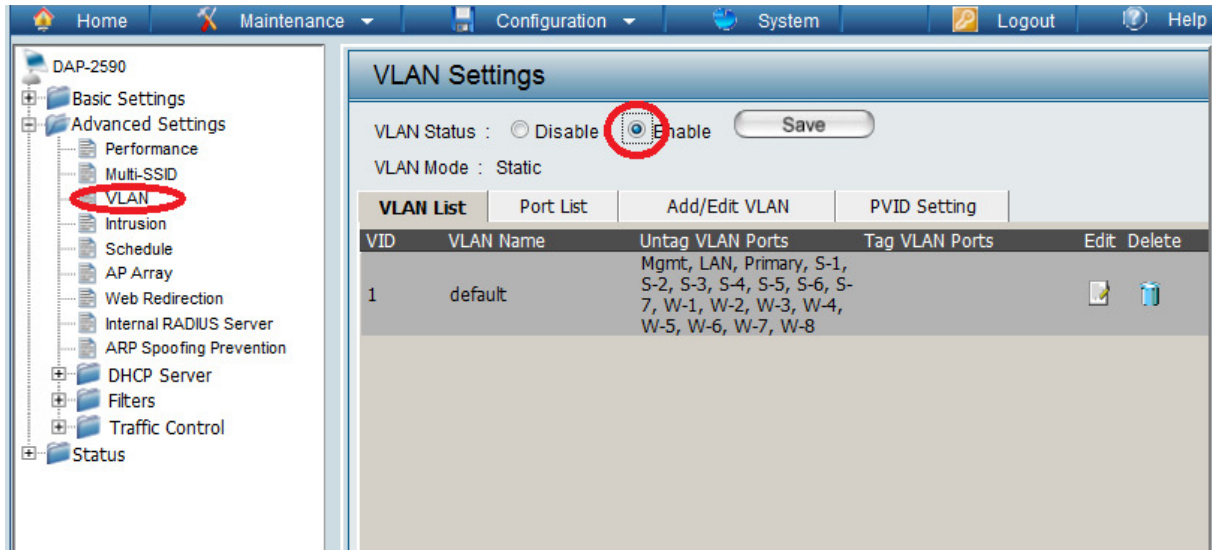 Home Maintenance Configuration System Logout Help
DAP-2590
Basic Settings
Advanced Settings
Performance
Multi-SSID
VLAN
Intrusion
Schedule
AP Array
Web Redirection
Internal RADIUS Server
ARP Spoofing Prevention
DHCP Server
Filters
Traffic Control
Status
VLAN Settings
VLAN Status : Disable Enable Save
VLAN Mode : Static
VLAN List Port List Add/Edit VLAN PVID Setting
VID VLAN Name Untag VLAN Ports Tag VLAN Ports Edit Delete
Mgmt, LAN, Primary, S-1,
S-2, S-3, S-4, S-5, S-6, S-
1 default
7, W-1, W-2, W-3, W-4,
W-5, W-6, W-7, W-8